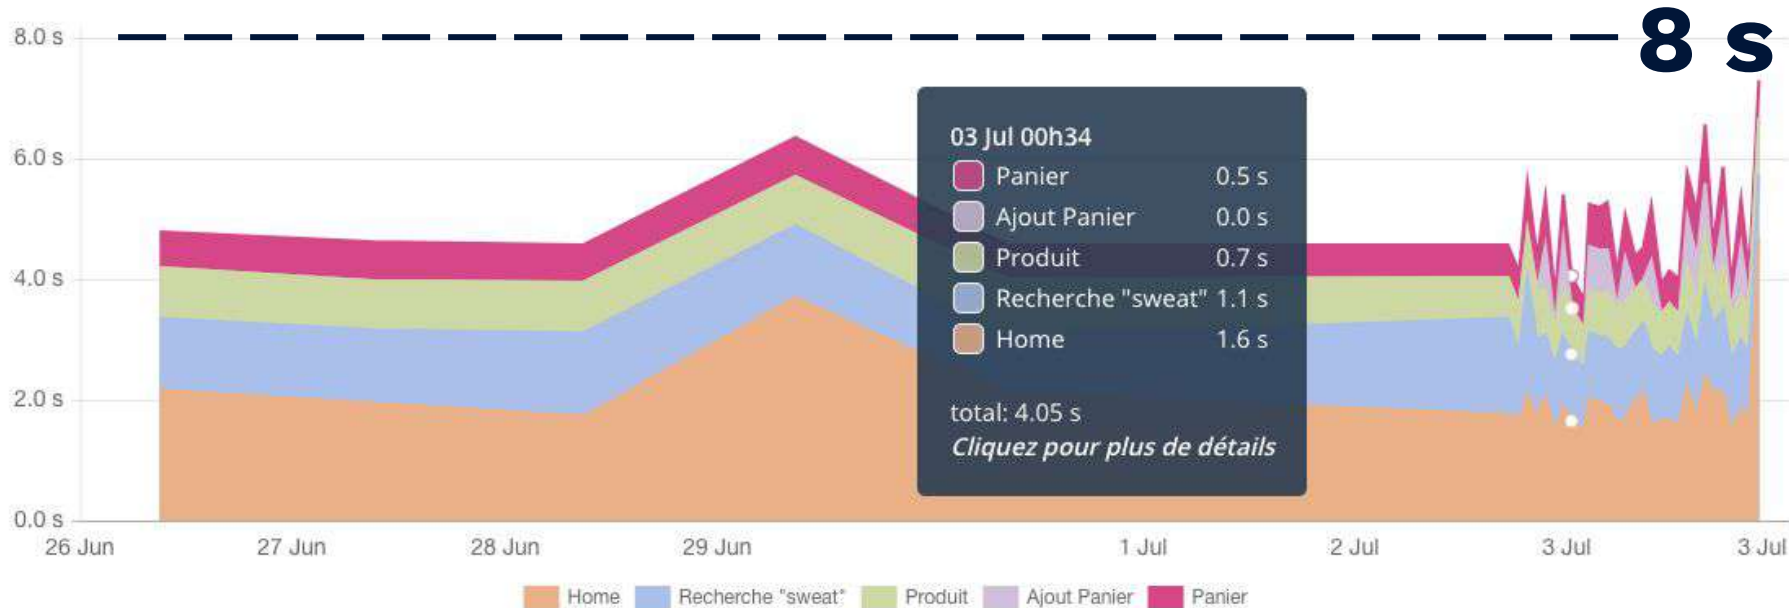 8.0 s
8 s
6.0 s
4.0 s
2.0 s
0.0 s
03 Jul 00h34
Panier 0.5 s
Ajout Panier 0.0 s
Produit 0.7 s
Recherche "sweat" 1.1 s
Home 1.6 s
total: 4.05 s
Cliquez pour plus de détails
26 Jun 27 Jun 28 Jun 29 Jun 1 Jul 2 Jul 3 Jul 3 Jul
Home Recherche "sweat" Produit Ajout Panier Panier